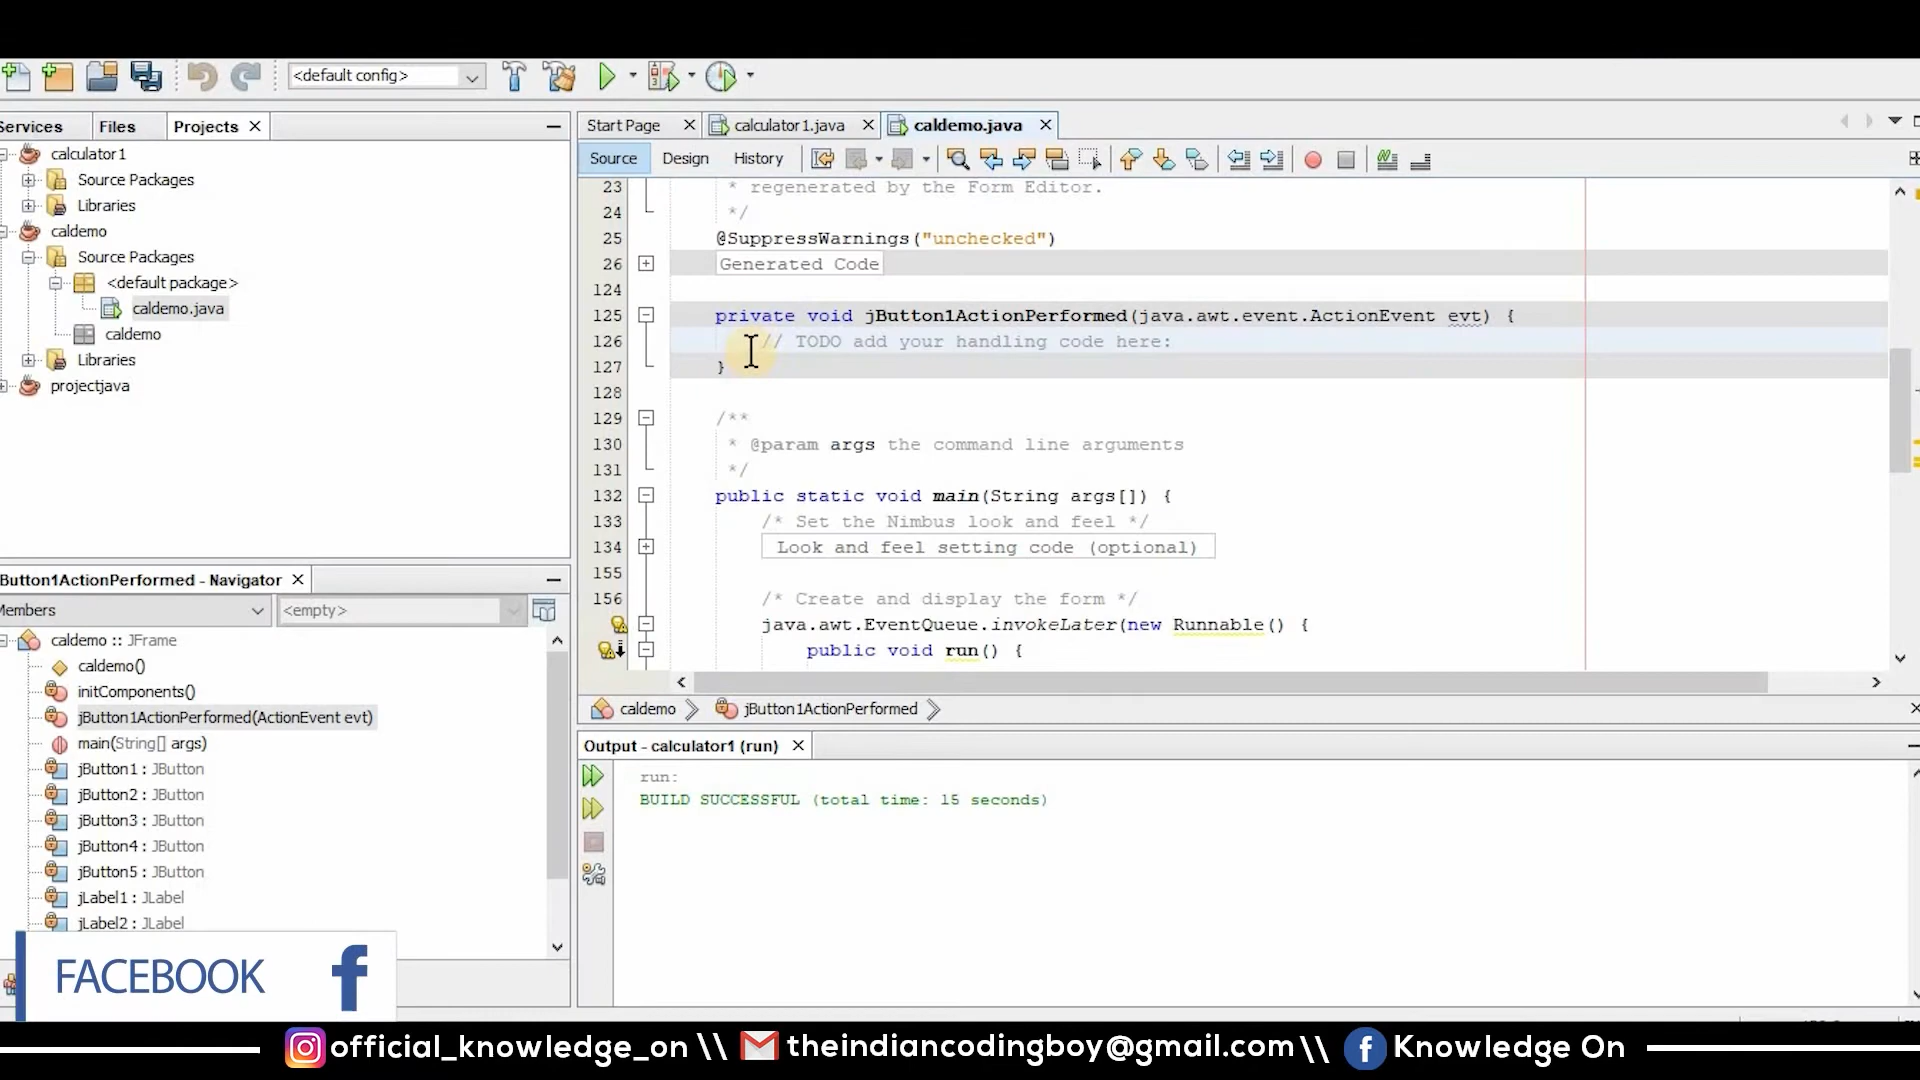 <default config>
Services Files Projects
calculator1
Source Packages
Libraries
caldemo
Source Packages
<default package>
caldemo.java
caldemo
Libraries
projectjava
Button1ActionPerformed - Navigator
Members <empty>
caldemo :: JFrame
caldemo()
initComponents()
jButton1ActionPerformed(ActionEvent evt)
main(String[] args)
jButton1 : JButton
jButton2 : JButton
jButton3 : JButton
jButton4 : JButton
jButton5 : JButton
jLabel1 : JLabel
jLabel2 : JLabel
Start Page calculator1.java caldemo.java
Source Design History
23 * regenerated by the Form Editor.
24 */
25 @SuppressWarnings("unchecked")
26 Generated Code
124
125 private void jButton1ActionPerformed(java.awt.event.ActionEvent evt) {
126 // TODO add your handling code here:
127 }
128
129 /**
130 * @param args the command line arguments
131 */
132 public static void main(String args[]) {
133 /* Set the Nimbus look and feel */
134 Look and feel setting code (optional)
155
156 /* Create and display the form */
java.awt.EventQueue.invokeLater(new Runnable() {
public void run() {
caldemo jButton1ActionPerformed
Output - calculator1 (run)
run:
BUILD SUCCESSFUL (total time: 15 seconds)
FACEBOOK f
official_knowledge_on \\ theindiancodingboy@gmail.com \\ Knowledge On